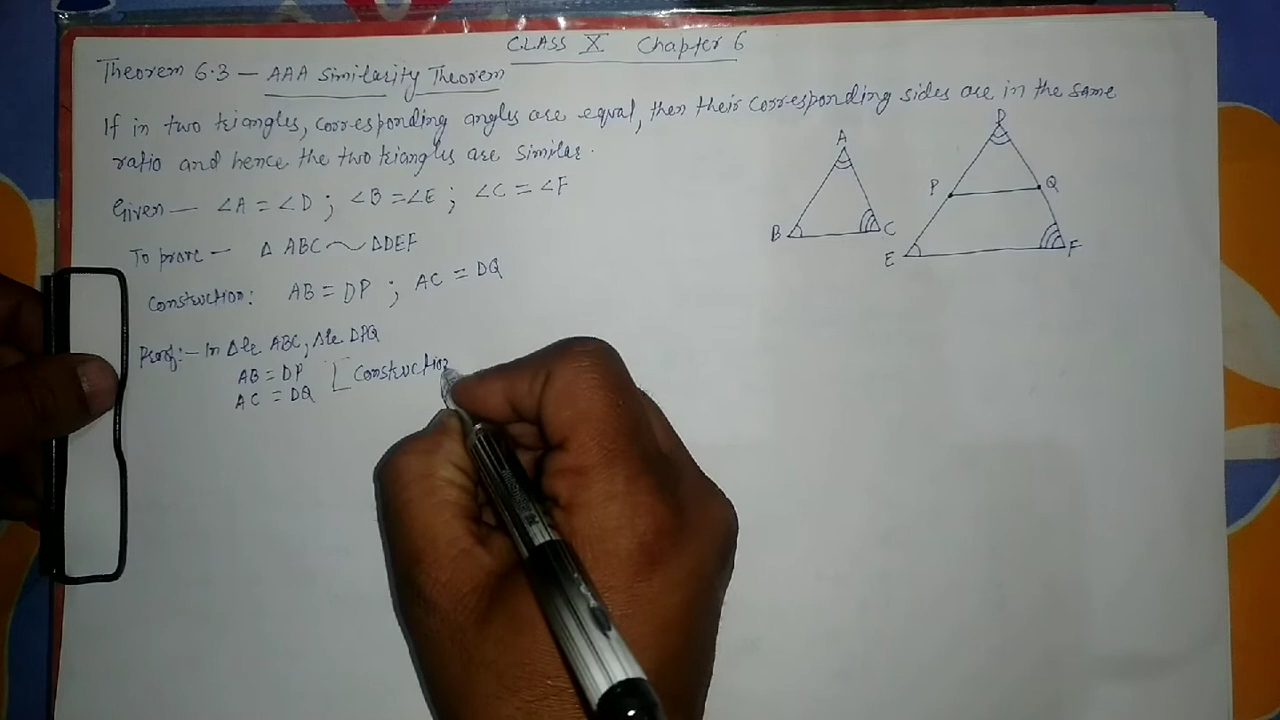 CLASS X Chapter 6
Theorem 6.3 — AAA Similarity Theorem
If in two triangles, corresponding angles are equal, then their corresponding sides are in the same
ratio and hence the two triangles are similar.
Given — ∠A = ∠D ; ∠B = ∠E ; ∠C = ∠F
To prove — Δ ABC ~ ΔDEF
Construction: AB = DP ; AC = DQ
Proof:- In Δle ABC, Δle DPQ
AB = DP
AC = DQ
[Construction
A
B
C
D
P
Q
E
F